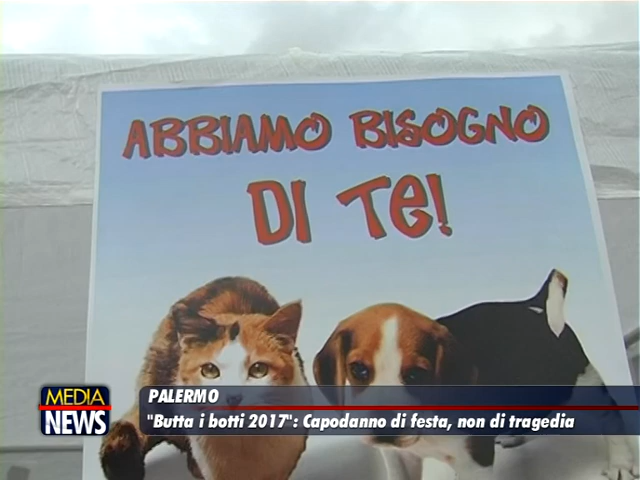 ABBIAMO BISOGNO
DI Te!
MEDIA
NEWS
PALERMO
"Butta i botti 2017": Capodanno di festa, non di tragedia